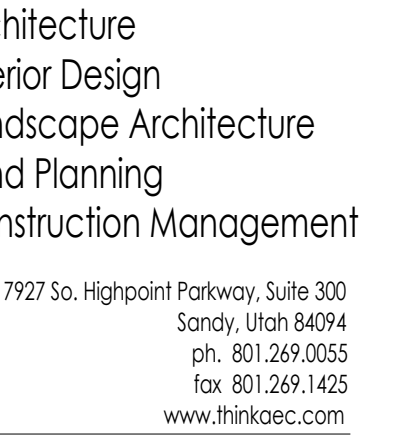 chitecture
erior Design
ndscape Architecture
nd Planning
nstruction Management
7927 So. Highpoint Parkway, Suite 300
Sandy, Utah 84094
ph. 801.269.0055
fax 801.269.1425
www.thinkaec.com